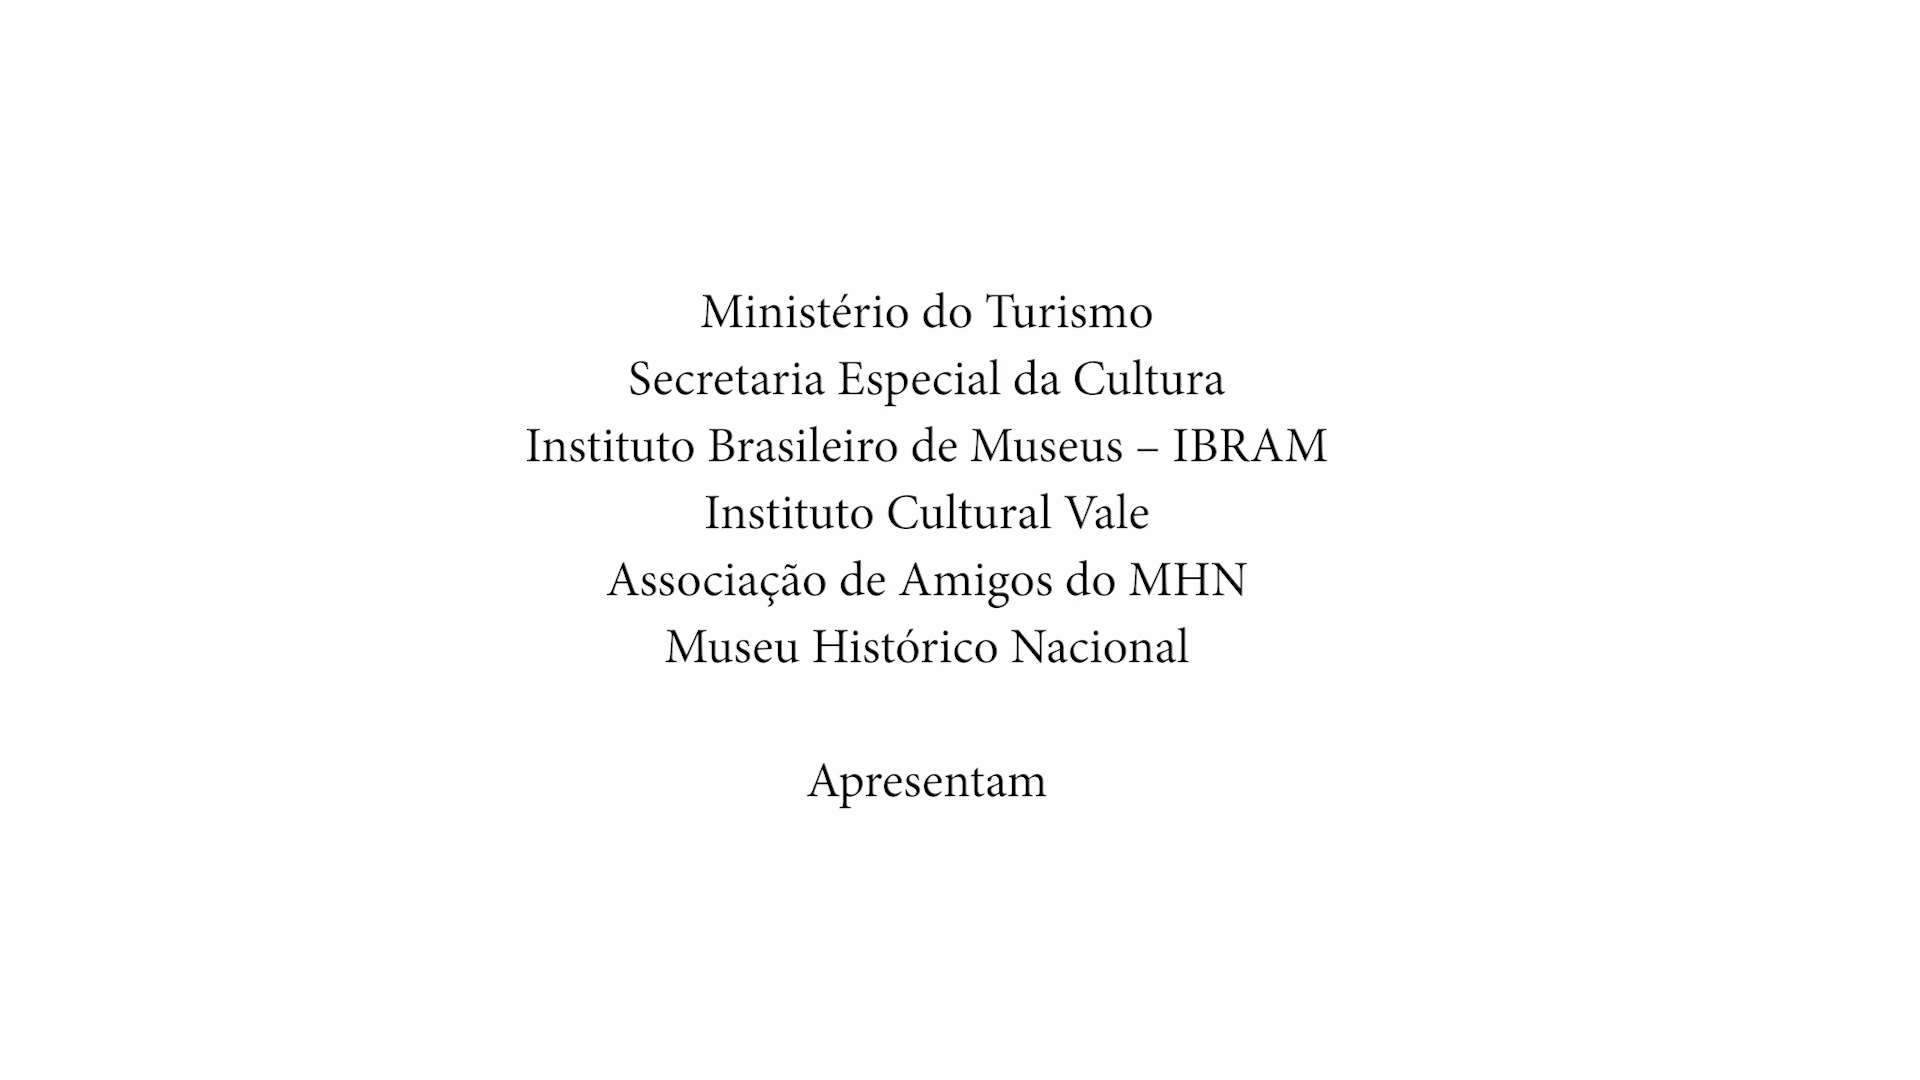 Ministério do Turismo
Secretaria Especial da Cultura
Instituto Brasileiro de Museus – IBRAM
Instituto Cultural Vale
Associação de Amigos do MHN
Museu Histórico Nacional
Apresentam